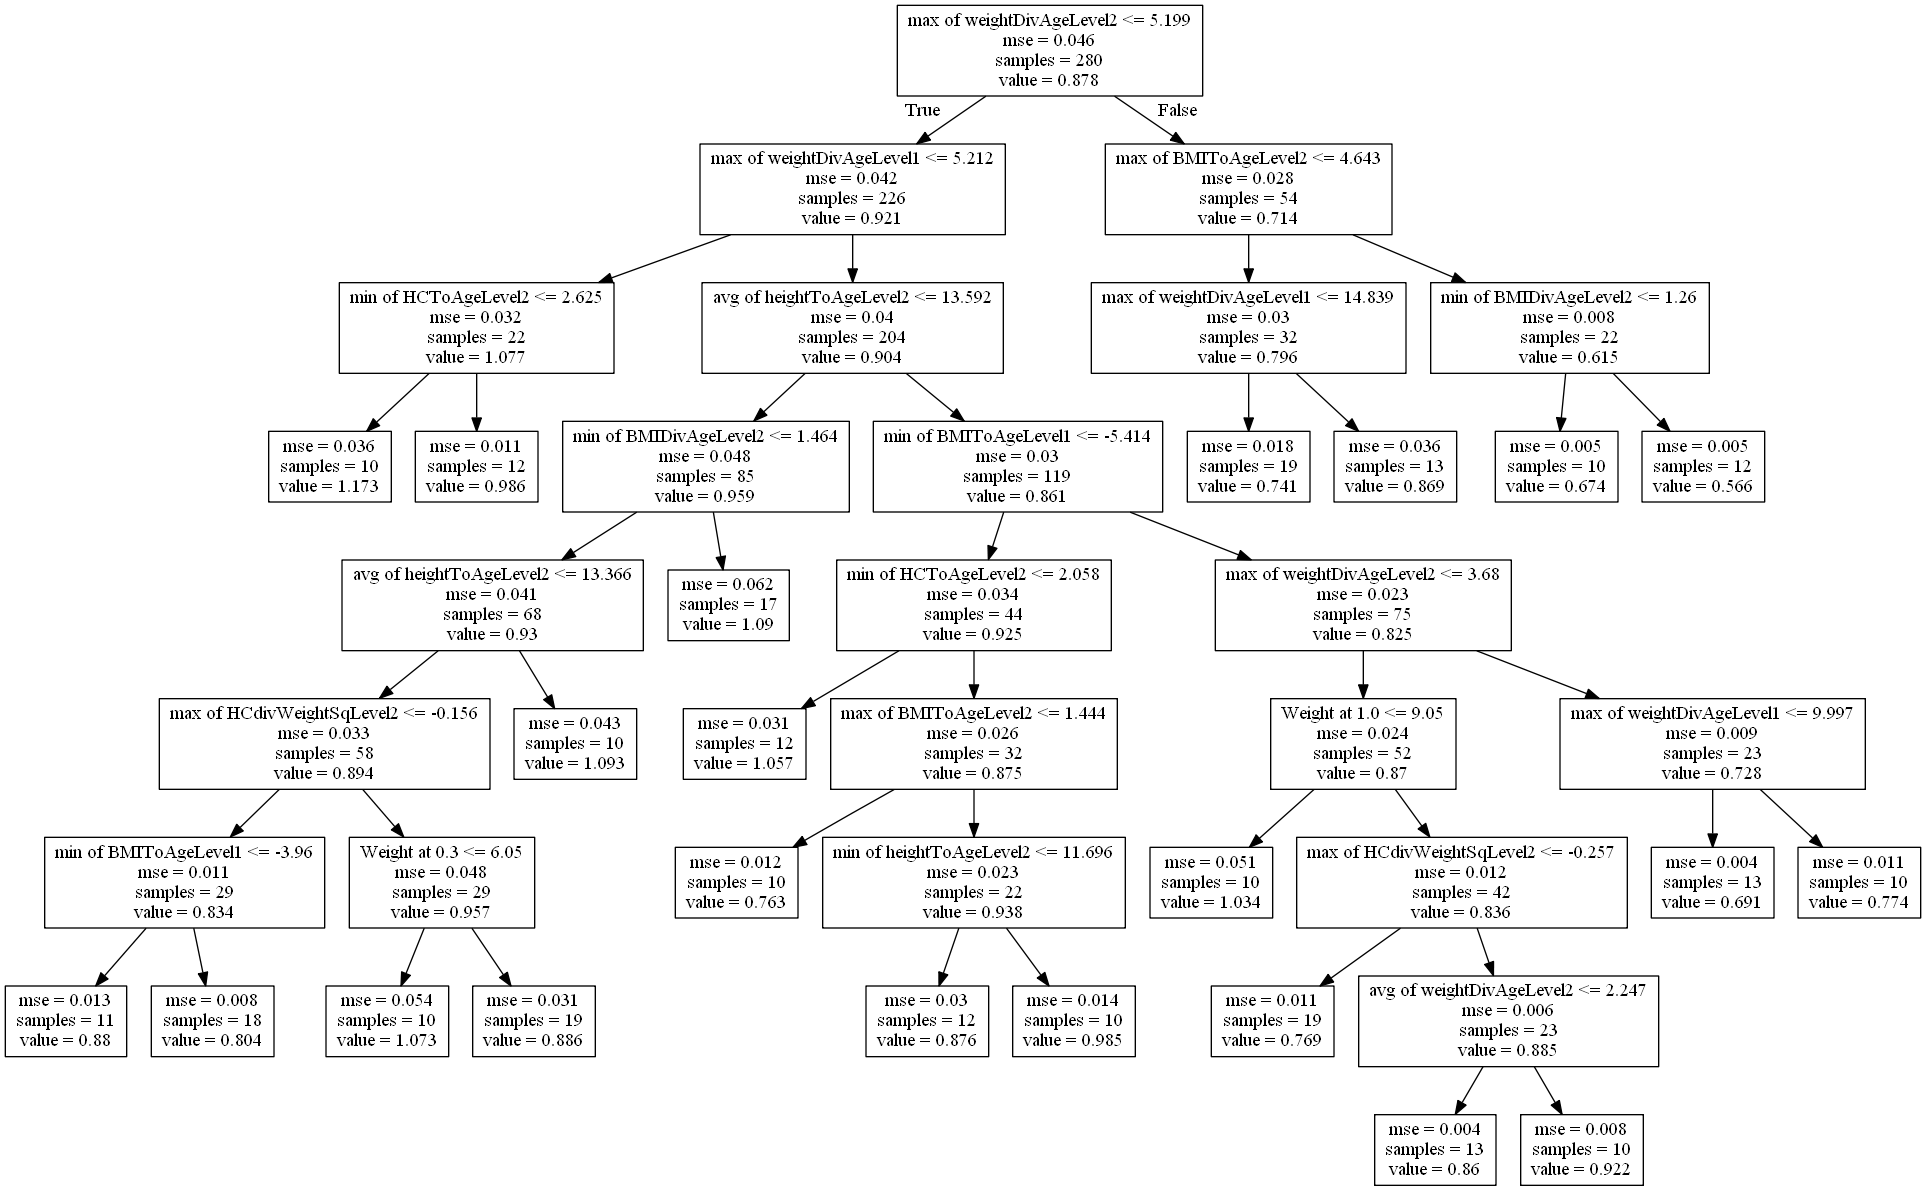 max of weightDivAgeLevel2 <= 5.199
mse = 0.046
samples = 280
value = 0.878
True
False
max of weightDivAgeLevel1 <= 5.212
mse = 0.042
samples = 226
value = 0.921
max of BMIToAgeLevel2 <= 4.643
mse = 0.028
samples = 54
value = 0.714
min of HCToAgeLevel2 <= 2.625
mse = 0.032
samples = 22
value = 1.077
avg of heightToAgeLevel2 <= 13.592
mse = 0.04
samples = 204
value = 0.904
max of weightDivAgeLevel1 <= 14.839
mse = 0.03
samples = 32
value = 0.796
min of BMIDivAgeLevel2 <= 1.26
mse = 0.008
samples = 22
value = 0.615
mse = 0.036
samples = 10
value = 1.173
mse = 0.011
samples = 12
value = 0.986
min of BMIDivAgeLevel2 <= 1.464
mse = 0.048
samples = 85
value = 0.959
min of BMIToAgeLevel1 <= -5.414
mse = 0.03
samples = 119
value = 0.861
mse = 0.018
samples = 19
value = 0.741
mse = 0.036
samples = 13
value = 0.869
mse = 0.005
samples = 10
value = 0.674
mse = 0.005
samples = 12
value = 0.566
avg of heightToAgeLevel2 <= 13.366
mse = 0.041
samples = 68
value = 0.93
mse = 0.062
samples = 17
value = 1.09
min of HCToAgeLevel2 <= 2.058
mse = 0.034
samples = 44
value = 0.925
max of weightDivAgeLevel2 <= 3.68
mse = 0.023
samples = 75
value = 0.825
max of HCdivWeightSqLevel2 <= -0.156
mse = 0.033
samples = 58
value = 0.894
mse = 0.043
samples = 10
value = 1.093
mse = 0.031
samples = 12
value = 1.057
max of BMIToAgeLevel2 <= 1.444
mse = 0.026
samples = 32
value = 0.875
Weight at 1.0 <= 9.05
mse = 0.024
samples = 52
value = 0.87
max of weightDivAgeLevel1 <= 9.997
mse = 0.009
samples = 23
value = 0.728
min of BMIToAgeLevel1 <= -3.96
mse = 0.011
samples = 29
value = 0.834
Weight at 0.3 <= 6.05
mse = 0.048
samples = 29
value = 0.957
mse = 0.012
samples = 10
value = 0.763
min of heightToAgeLevel2 <= 11.696
mse = 0.023
samples = 22
value = 0.938
mse = 0.051
samples = 10
value = 1.034
max of HCdivWeightSqLevel2 <= -0.257
mse = 0.012
samples = 42
value = 0.836
mse = 0.004
samples = 13
value = 0.691
mse = 0.011
samples = 10
value = 0.774
mse = 0.013
samples = 11
value = 0.88
mse = 0.008
samples = 18
value = 0.804
mse = 0.054
samples = 10
value = 1.073
mse = 0.031
samples = 19
value = 0.886
mse = 0.03
samples = 12
value = 0.876
mse = 0.014
samples = 10
value = 0.985
mse = 0.011
samples = 19
value = 0.769
avg of weightDivAgeLevel2 <= 2.247
mse = 0.006
samples = 23
value = 0.885
mse = 0.004
samples = 13
value = 0.86
mse = 0.008
samples = 10
value = 0.922